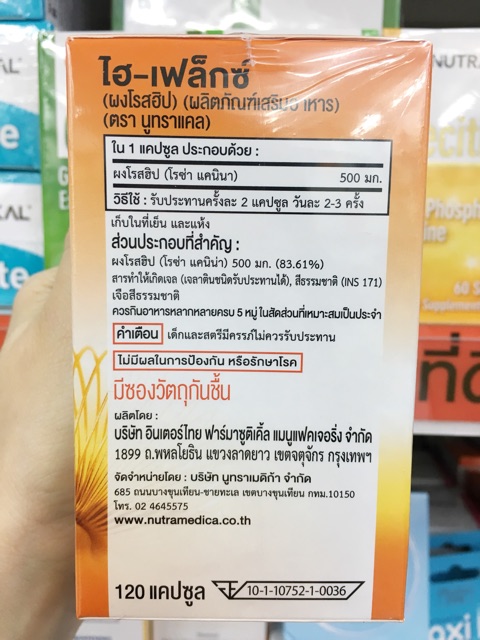 ไฮ-เฟล็กซ์
(ผงโรสฮิป) (ผลิตภัณฑ์เสริมอาหาร)
(ตรา นูทราแคล)
ใน 1 แคปซูล ประกอบด้วย :
ผงโรสฮิป (โรซ่า แคนินา) 500 มก.
วิธีใช้ : รับประทานครั้งละ 2 แคปซูล วันละ 2-3 ครั้ง
เก็บในที่เย็น และแห้ง
ส่วนประกอบที่สำคัญ :
ผงโรสฮิป (โรซ่า แคนิน่า) 500 มก. (83.61%)
สารทำให้เกิดเจล (เจลาตินชนิดรับประทานได้), สีธรรมชาติ (INS 171)
เจือสีธรรมชาติ
ควรกินอาหารหลากหลายครบ 5 หมู่ ในสัดส่วนที่เหมาะสมเป็นประจำ
คำเตือน เด็กและสตรีมีครรภ์ไม่ควรรับประทาน
ไม่มีผลในการป้องกัน หรือรักษาโรค
มีซองวัตถุกันชื้น
ผลิตโดย :
บริษัท อินเตอร์ไทย ฟาร์มาซูติเคิ้ล แมนูแฟคเจอริ่ง จำกัด
1899 ถ.พหลโยธิน แขวงลาดยาว เขตจตุจักร กรุงเทพฯ
จัดจำหน่ายโดย : บริษัท นูทราเมดิก้า จำกัด
685 ถนนบางขุนเทียน-ชายทะเล เขตบางขุนเทียน กทม.10150
โทร. 02 4645575
www.nutramedica.co.th
120 แคปซูล
10-1-10752-1-0036